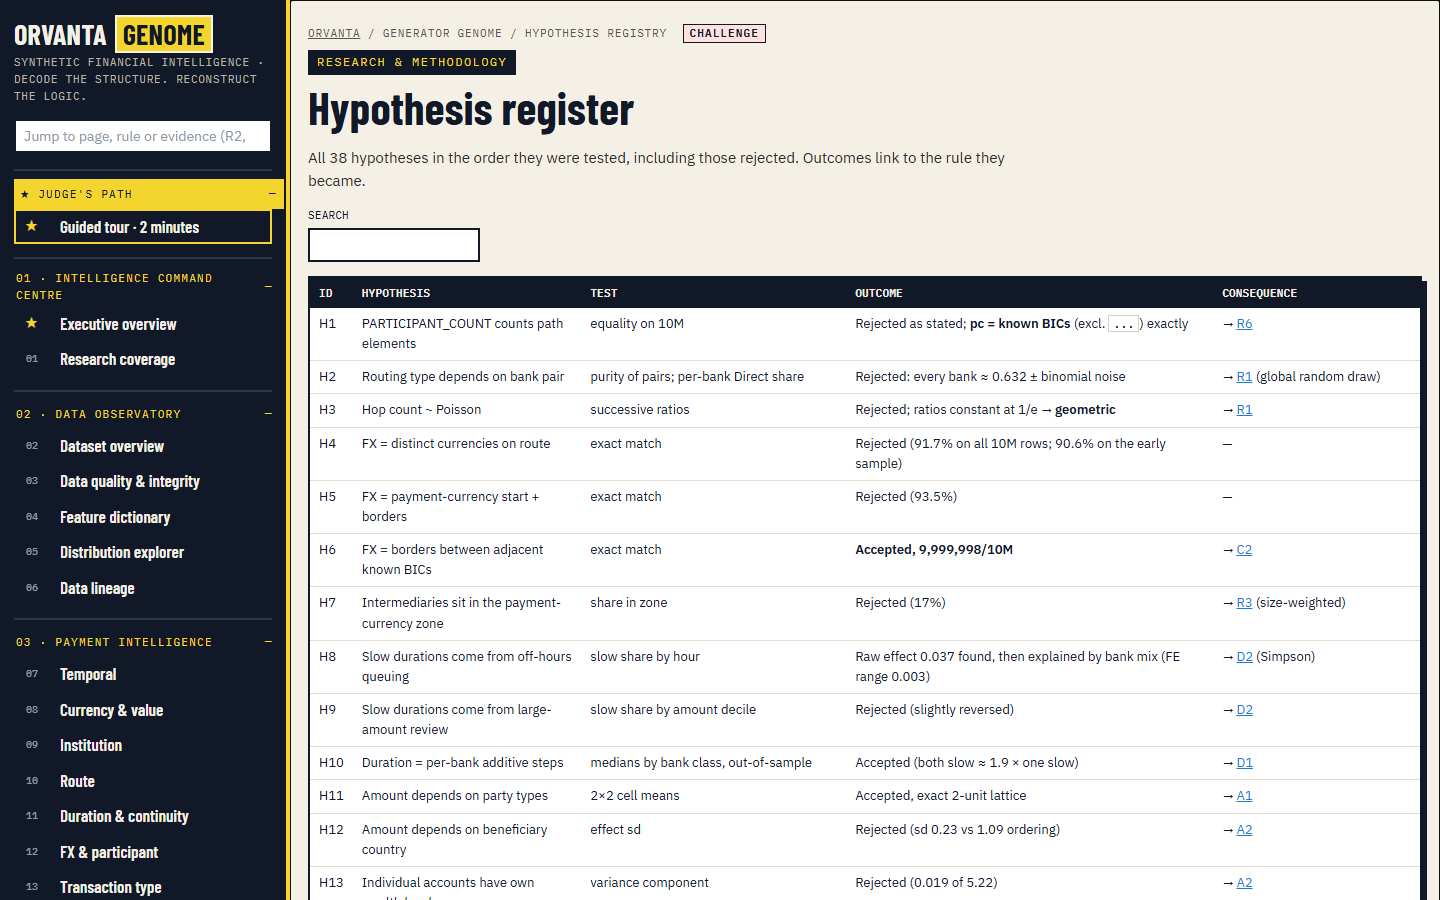 ORVANTA GENOME
SYNTHETIC FINANCIAL INTELLIGENCE ·
DECODE THE STRUCTURE. RECONSTRUCT
THE LOGIC.
Jump to page, rule or evidence (R2,
★ JUDGE'S PATH −
★ Guided tour · 2 minutes
01 · INTELLIGENCE COMMAND
CENTRE −
★ Executive overview
01 Research coverage
02 · DATA OBSERVATORY −
02 Dataset overview
03 Data quality & integrity
04 Feature dictionary
05 Distribution explorer
06 Data lineage
03 · PAYMENT INTELLIGENCE −
07 Temporal
08 Currency & value
09 Institution
10 Route
11 Duration & continuity
12 FX & participant
13 Transaction type
ORVANTA / GENERATOR GENOME / HYPOTHESIS REGISTRY CHALLENGE
RESEARCH & METHODOLOGY
Hypothesis register
All 38 hypotheses in the order they were tested, including those rejected. Outcomes link to the rule they
became.
SEARCH
ID HYPOTHESIS TEST OUTCOME CONSEQUENCE
H1 PARTICIPANT_COUNT counts path equality on 10M Rejected as stated; pc = known BICs (excl. ...) exactly → R6
elements
H2 Routing type depends on bank pair purity of pairs; per-bank Direct share Rejected: every bank ≈ 0.632 ± binomial noise → R1 (global random draw)
H3 Hop count ~ Poisson successive ratios Rejected; ratios constant at 1/e → geometric → R1
H4 FX = distinct currencies on route exact match Rejected (91.7% on all 10M rows; 90.6% on the early —
sample)
H5 FX = payment-currency start + exact match Rejected (93.5%) —
borders
H6 FX = borders between adjacent exact match Accepted, 9,999,998/10M → C2
known BICs
H7 Intermediaries sit in the payment- share in zone Rejected (17%) → R3 (size-weighted)
currency zone
H8 Slow durations come from off-hours slow share by hour Raw effect 0.037 found, then explained by bank mix (FE → D2 (Simpson)
queuing range 0.003)
H9 Slow durations come from large- slow share by amount decile Rejected (slightly reversed) → D2
amount review
H10 Duration = per-bank additive steps medians by bank class, out-of-sample Accepted (both slow ≈ 1.9 × one slow) → D1
H11 Amount depends on party types 2×2 cell means Accepted, exact 2-unit lattice → A1
H12 Amount depends on beneficiary effect sd Rejected (sd 0.23 vs 1.09 ordering) → A2
country
H13 Individual accounts have own variance component Rejected (0.019 of 5.22) → A2